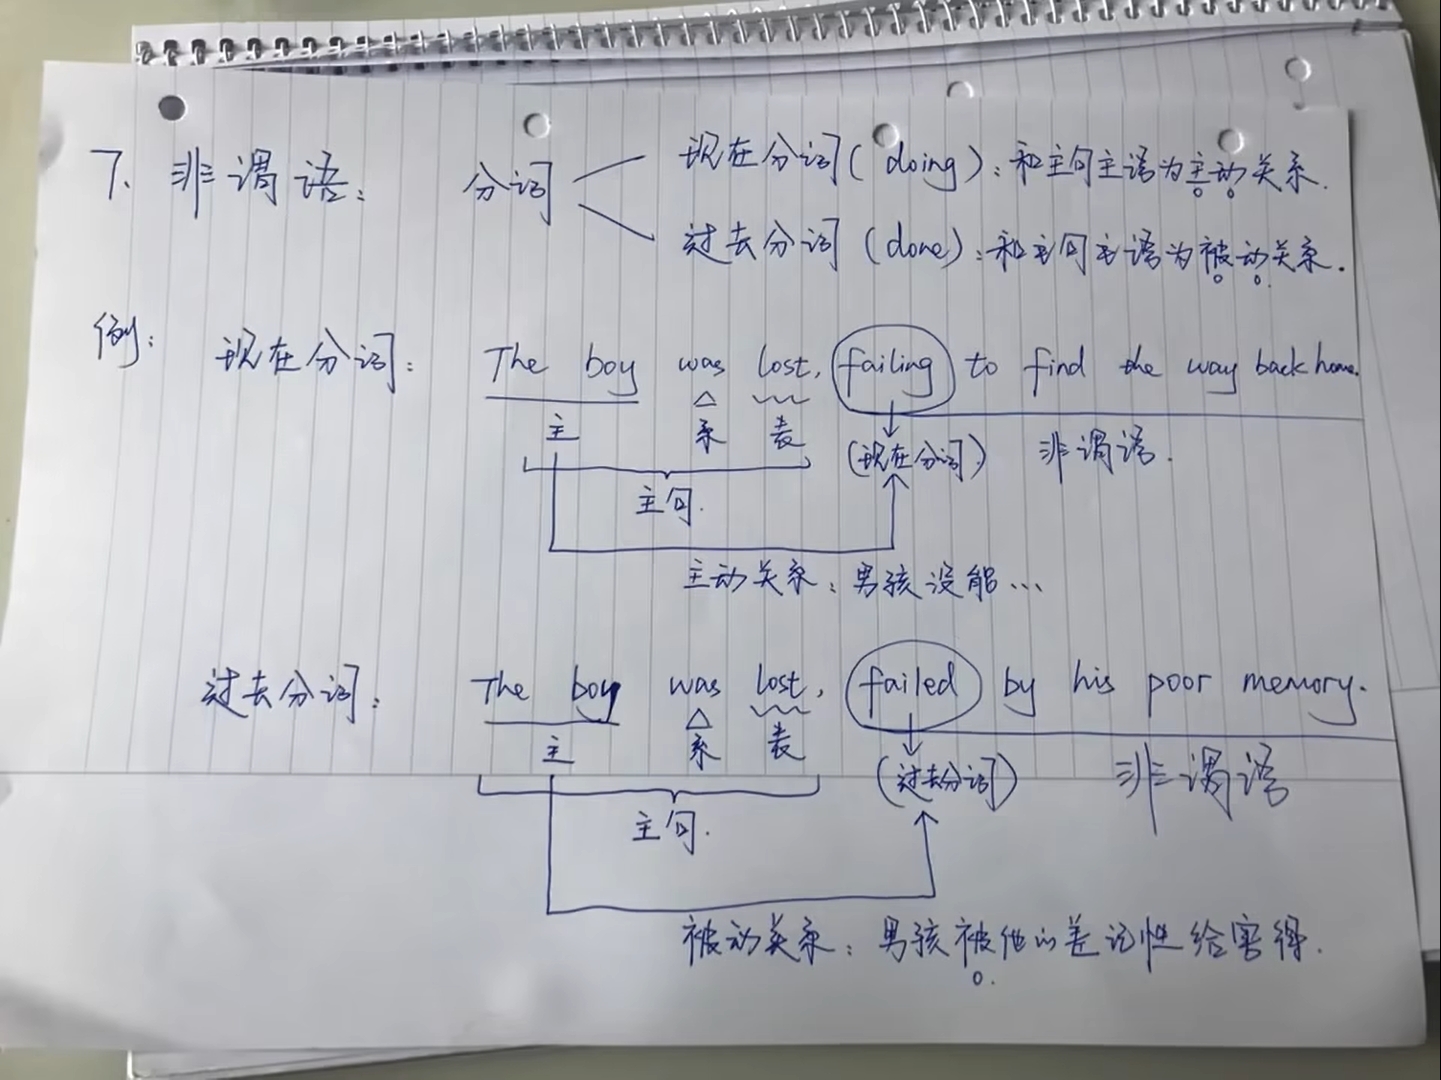 7. 非谓语： 分词
现在分词（doing）：和主句主语为主动关系.
过去分词（done）：和主句主语为被动关系.
例：
现在分词： The boy was lost, failing to find the way back home.
主 系 表 （现在分词） 非谓语.
主句.
主动关系：男孩没能…
过去分词： The boy was lost, failed by his poor memory.
主 系 表 （过去分词） 非谓语
主句.
被动关系：男孩被他的差记性给害得.